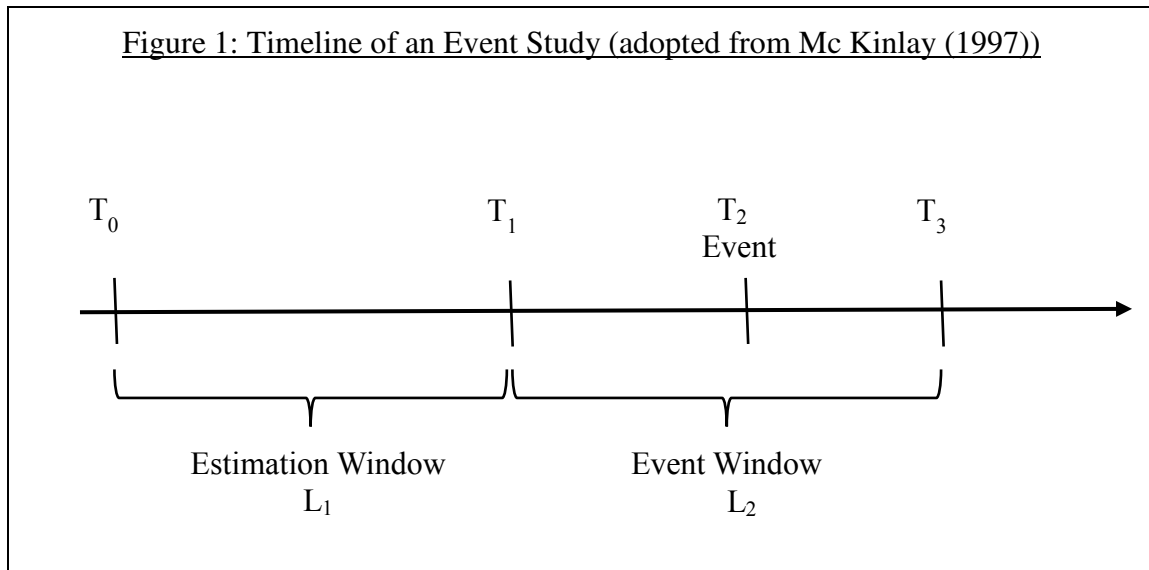 Figure 1: Timeline of an Event Study (adopted from Mc Kinlay (1997))
T₀ T₁ T₂ T₃
Event
Estimation Window Event Window
L₁ L₂